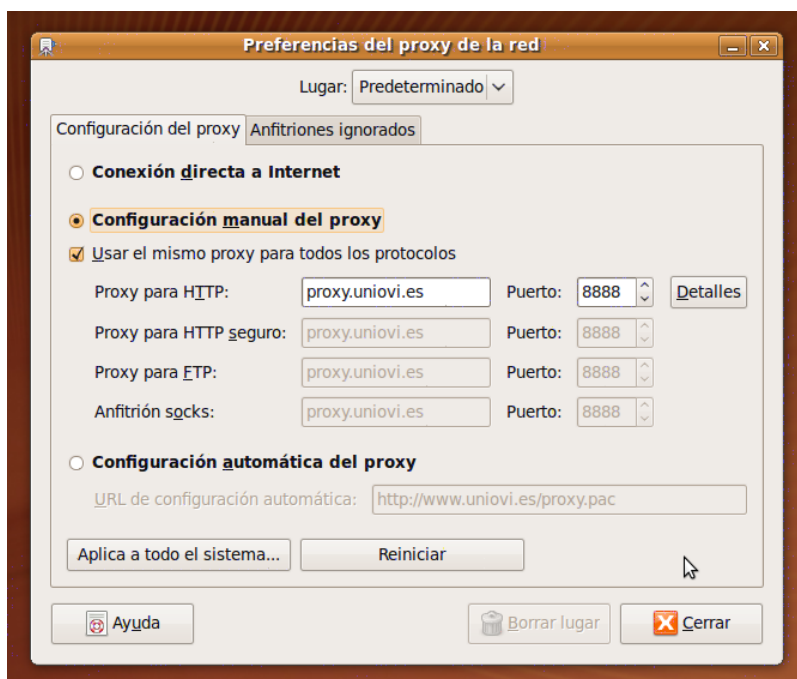 Preferencias del proxy de la red
Lugar: Predeterminado
Configuración del proxy Anfitriones ignorados
Conexión directa a Internet
Configuración manual del proxy
Usar el mismo proxy para todos los protocolos
Proxy para HTTP: proxy.uniovi.es Puerto: 8888 Detalles
Proxy para HTTP seguro: proxy.uniovi.es Puerto: 8888
Proxy para FTP: proxy.uniovi.es Puerto: 8888
Anfitrión socks: proxy.uniovi.es Puerto: 8888
Configuración automática del proxy
URL de configuración automática: http://www.uniovi.es/proxy.pac
Aplica a todo el sistema... Reiniciar
Ayuda Borrar lugar Cerrar